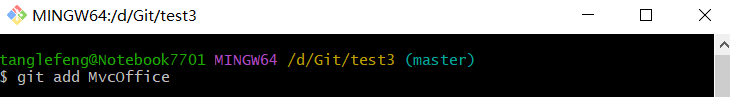 MINGW64:/d/Git/test3
tanglefeng@Notebook7701 MINGW64 /d/Git/test3 (master)
$ git add MvcOffice